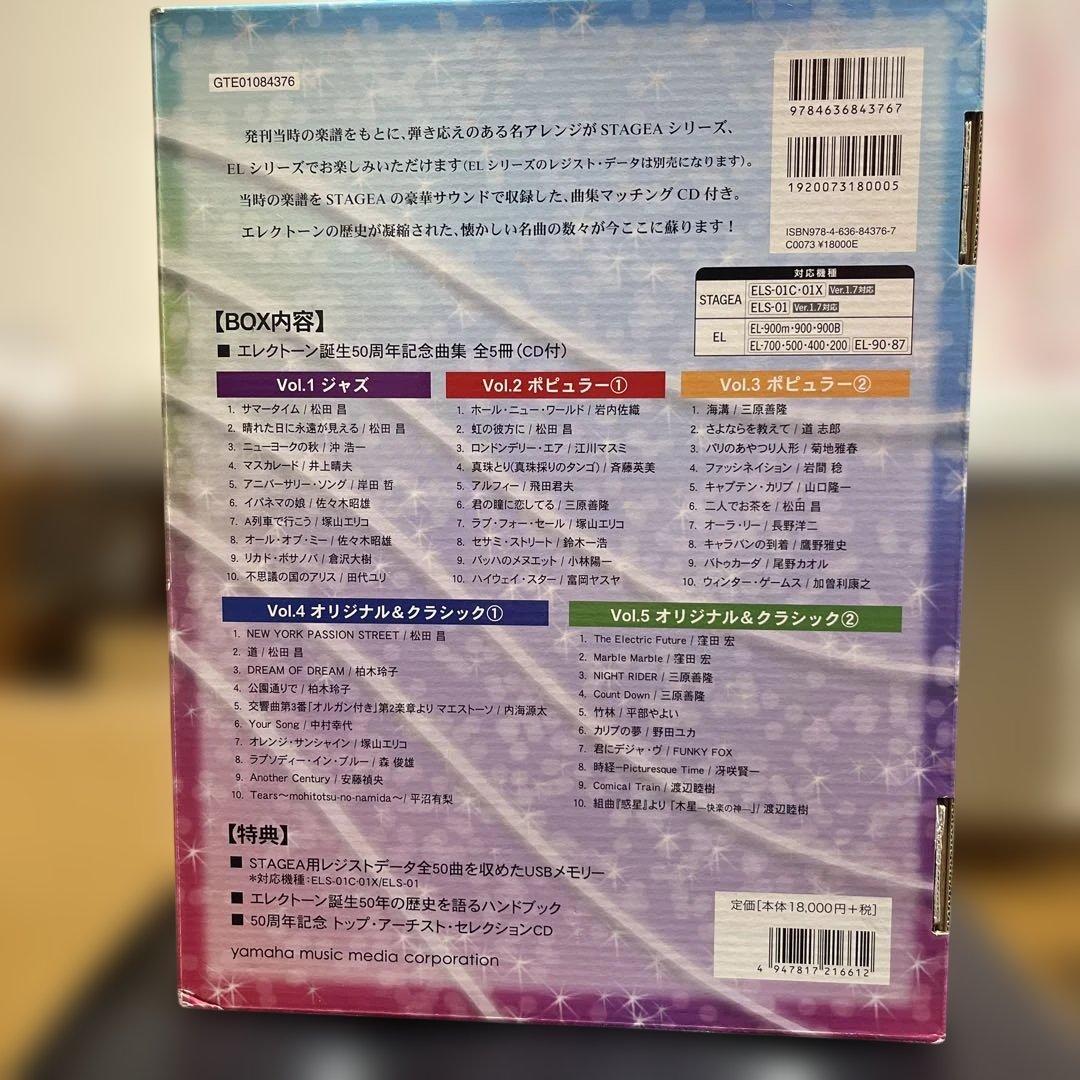 GTE01084376
9784636843767
1920073180005
ISBN978-4-636-84376-7
C0073 ¥18000E
発刊当時の楽譜をもとに、弾き応えのある名アレンジがSTAGEAシリーズ、
ELシリーズでお楽しみいただけます(ELシリーズのレジスト・データは別売になります)。
当時の楽譜をSTAGEAの豪華サウンドで収録した、曲集マッチングCD付き。
エレクトーンの歴史が凝縮された、懐かしい名曲の数々が今ここに蘇ります!
対応機種
STAGEA
ELS-01C・01X Ver.1.7対応
ELS-01 Ver.1.7対応
EL
EL-900m・900・900B
EL-700・500・400・200 EL-90・87
【BOX内容】
■ エレクトーン誕生50周年記念曲集 全5冊(CD付)
Vol.1 ジャズ
1. サマータイム / 松田 昌
2. 晴れた日に永遠が見える / 松田 昌
3. ニューヨークの秋 / 沖 浩一
4. マスカレード / 井上晴夫
5. アニバーサリー・ソング / 岸田 哲
6. イパネマの娘 / 佐々木昭雄
7. A列車で行こう / 塚山エリコ
8. オール・オブ・ミー / 佐々木昭雄
9. リカド・ボサノバ / 倉沢大樹
10. 不思議の国のアリス / 田代ユリ
Vol.2 ポピュラー①
1. ホール・ニュー・ワールド / 岩内佐織
2. 虹の彼方に / 松田 昌
3. ロンドンデリー・エア / 江川マスミ
4. 真珠とり(真珠採りのタンゴ) / 斉藤英美
5. アルフィー / 飛田君夫
6. 君の瞳に恋してる / 三原善隆
7. ラブ・フォー・セール / 塚山エリコ
8. セサミ・ストリート / 鈴木一浩
9. バッハのメヌエット / 小林陽一
10. ハイウェイ・スター / 富岡ヤスヤ
Vol.3 ポピュラー②
1. 海溝 / 三原善隆
2. さよならを教えて / 道 志郎
3. パリのあやつり人形 / 菊地雅春
4. ファッシネイション / 岩間 稔
5. キャプテン・カリブ / 山口隆一
6. 二人でお茶を / 松田 昌
7. オーラ・リー / 長野洋二
8. キャラバンの到着 / 鷹野雅史
9. バトゥカーダ / 尾野カオル
10. ウィンター・ゲームス / 加曽利康之
Vol.4 オリジナル&クラシック①
1. NEW YORK PASSION STREET / 松田 昌
2. 道 / 松田 昌
3. DREAM OF DREAM / 柏木玲子
4. 公園通りで / 柏木玲子
5. 交響曲第3番「オルガン付き」第2楽章より マエストーソ / 内海源太
6. Your Song / 中村幸代
7. オレンジ・サンシャイン / 塚山エリコ
8. ラプソディー・イン・ブルー / 森 俊雄
9. Another Century / 安藤禎央
10. Tears〜mohitotsu-no-namida〜 / 平沼有梨
Vol.5 オリジナル&クラシック②
1. The Electric Future / 窪田 宏
2. Marble Marble / 窪田 宏
3. NIGHT RIDER / 三原善隆
4. Count Down / 三原善隆
5. 竹林 / 平部やよい
6. カリブの夢 / 野田ユカ
7. 君にデジャ・ヴ / FUNKY FOX
8. 時経−Picturesque Time / 冴咲賢一
9. Comical Train / 渡辺睦樹
10. 組曲『惑星』より「木星―快楽の神―」/ 渡辺睦樹
【特典】
■ STAGEA用レジストデータ全50曲を収めたUSBメモリー
*対応機種:ELS-01C・01X/ELS-01
■ エレクトーン誕生50年の歴史を語るハンドブック
■ 50周年記念 トップ・アーチスト・セレクションCD
yamaha music media corporation
定価[本体18,000円+税]
4 947817 216612